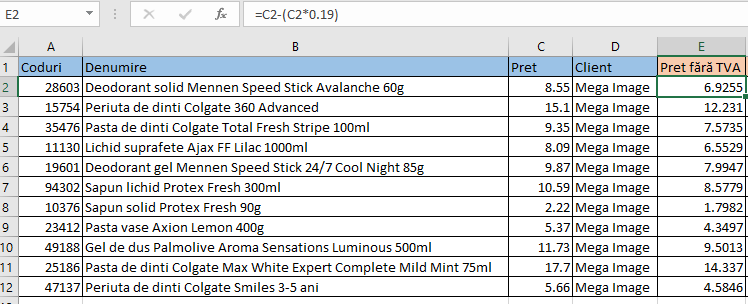 E2 fx =C2-(C2*0.19)
A B C D E
1 Coduri Denumire Pret Client Pret fără TVA
2 28603 Deodorant solid Mennen Speed Stick Avalanche 60g 8.55 Mega Image 6.9255
3 15754 Periuta de dinti Colgate 360 Advanced 15.1 Mega Image 12.231
4 35476 Pasta de dinti Colgate Total Fresh Stripe 100ml 9.35 Mega Image 7.5735
5 11130 Lichid suprafete Ajax FF Lilac 1000ml 8.09 Mega Image 6.5529
6 19601 Deodorant gel Mennen Speed Stick 24/7 Cool Night 85g 9.87 Mega Image 7.9947
7 94302 Sapun lichid Protex Fresh 300ml 10.59 Mega Image 8.5779
8 10376 Sapun solid Protex Fresh 90g 2.22 Mega Image 1.7982
9 23412 Pasta vase Axion Lemon 400g 5.37 Mega Image 4.3497
10 49188 Gel de dus Palmolive Aroma Sensations Luminous 500ml 11.73 Mega Image 9.5013
11 25186 Pasta de dinti Colgate Max White Expert Complete Mild Mint 75ml 17.7 Mega Image 14.337
12 47137 Periuta de dinti Colgate Smiles 3-5 ani 5.66 Mega Image 4.5846